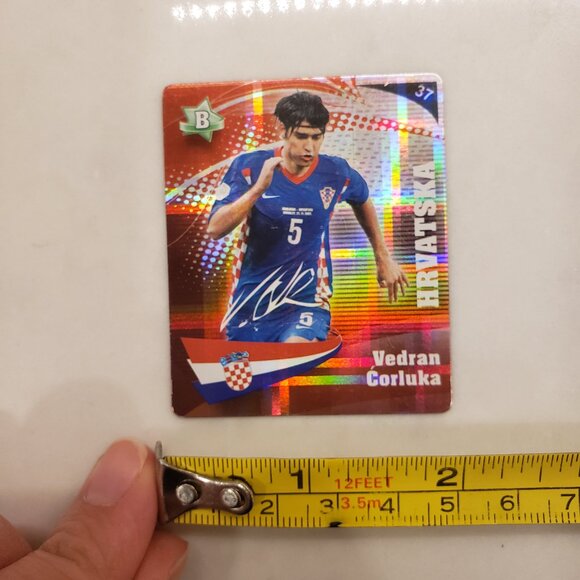 37
B
HRVATSKA
5
5
Vedran
Ćorluka
1 2
12FEET
3.5m
2 3 4 5 6 7